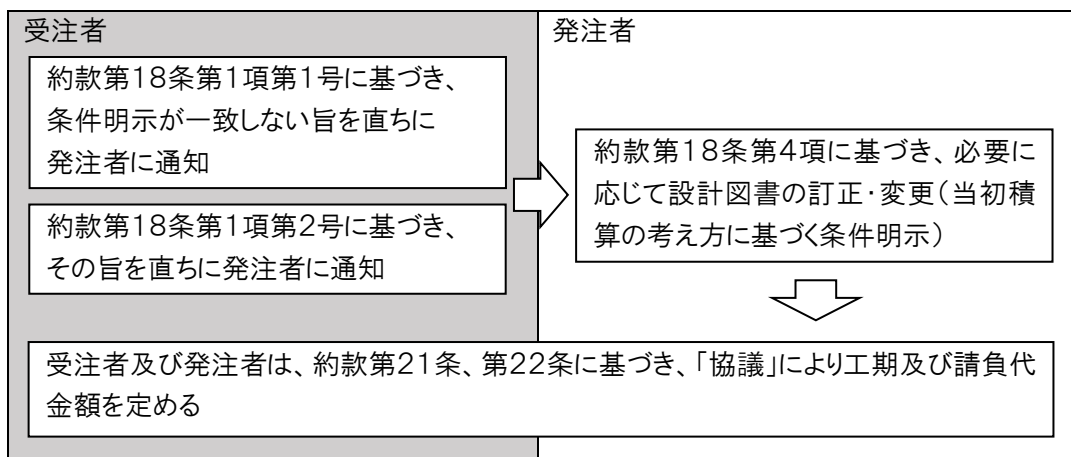 受注者
約款第18条第1項第1号に基づき、
条件明示が一致しない旨を直ちに
発注者に通知
約款第18条第1項第2号に基づき、
その旨を直ちに発注者に通知
発注者
約款第18条第4項に基づき、必要に
応じて設計図書の訂正・変更（当初積
算の考え方に基づく条件明示）
受注者及び発注者は、約款第21条、第22条に基づき、「協議」により工期及び請負代
金額を定める